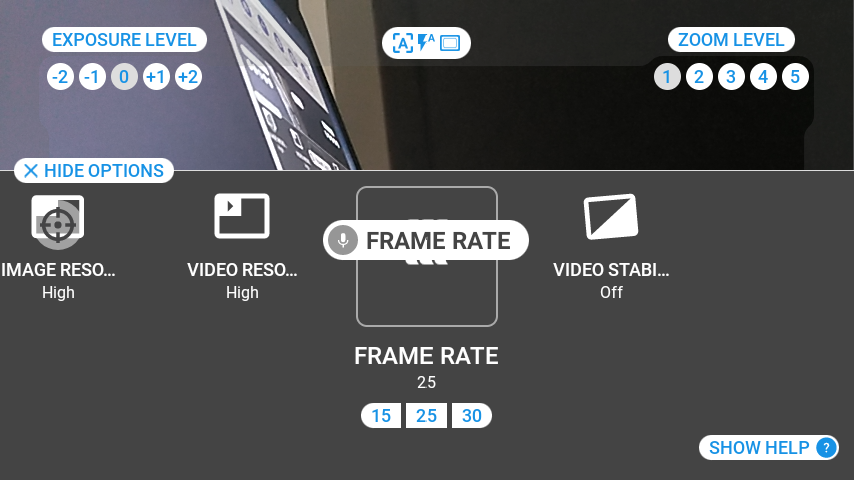 EXPOSURE LEVEL
-2 -1 0 +1 +2
A A
ZOOM LEVEL
1 2 3 4 5
HIDE OPTIONS
IMAGE RESO...
High
VIDEO RESO...
High
FRAME RATE
VIDEO STABI...
Off
FRAME RATE
25
15 25 30
SHOW HELP ?